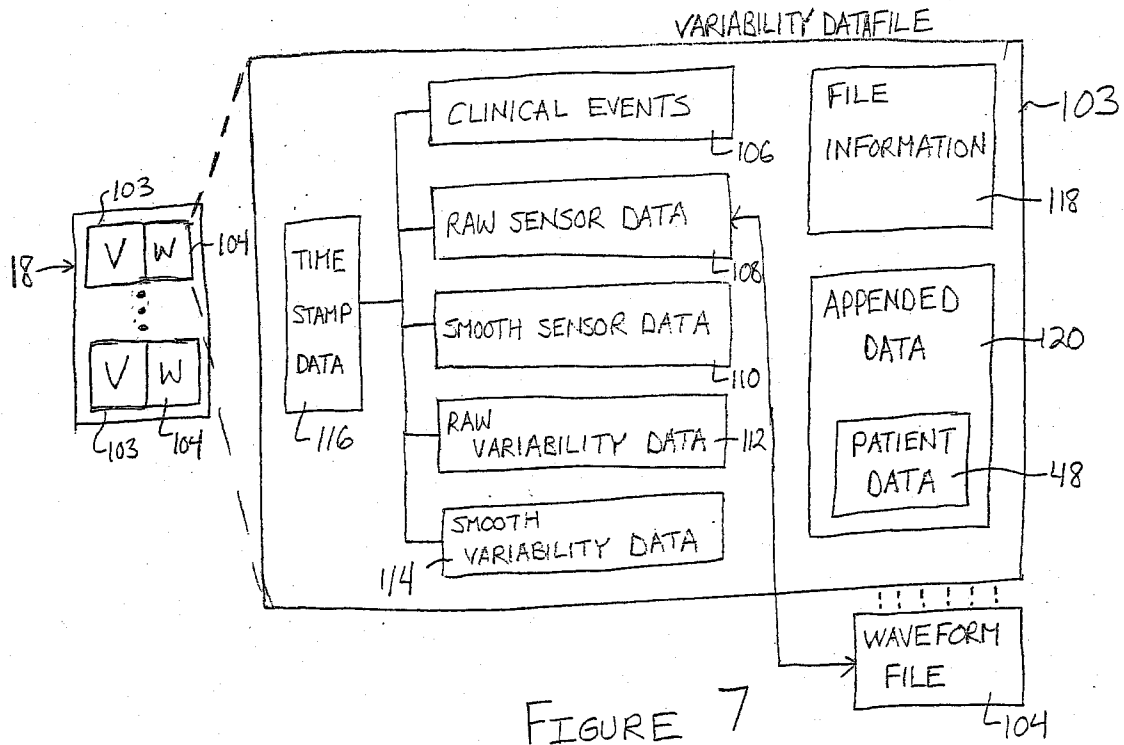 VARIABILITY DATAFILE
CLINICAL EVENTS
106
FILE
INFORMATION
118
103
103
V W
104
18
V W
103
104
TIME
STAMP
DATA
116
RAW SENSOR DATA
108
SMOOTH SENSOR DATA
110
RAW
VARIABILITY DATA
112
SMOOTH
VARIABILITY DATA
114
APPENDED
DATA
120
PATIENT
DATA
48
WAVEFORM
FILE
104
FIGURE 7